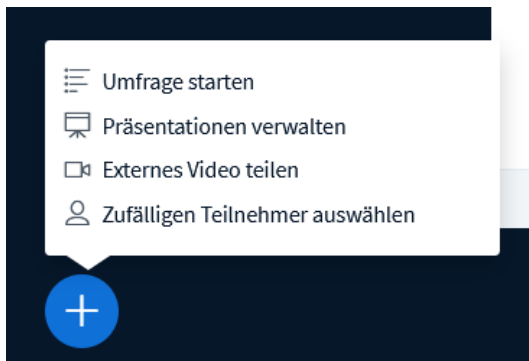 Umfrage starten
Präsentationen verwalten
Externes Video teilen
Zufälligen Teilnehmer auswählen